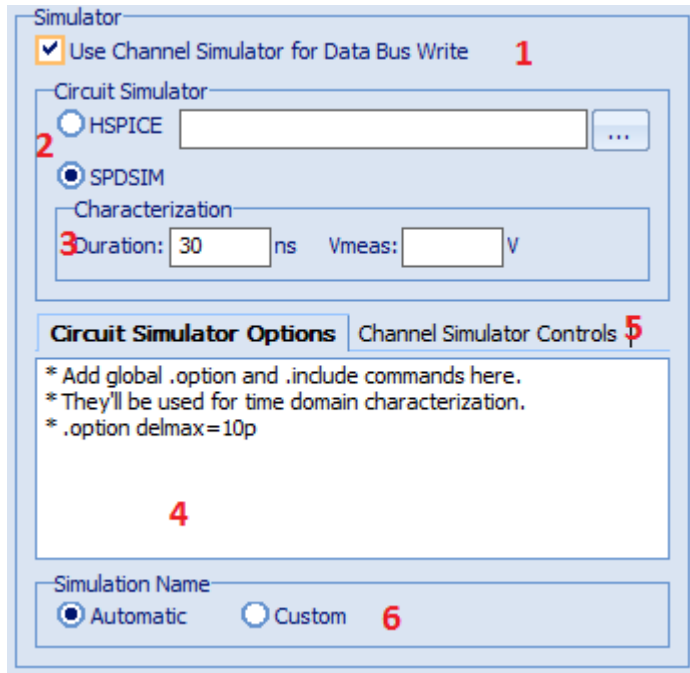 Simulator
Use Channel Simulator for Data Bus Write 1
Circuit Simulator
2 HSPICE ...
SPDSIM
Characterization
3 Duration: 30 ns Vmeas: V
Circuit Simulator Options Channel Simulator Controls 5
* Add global .option and .include commands here.
* They'll be used for time domain characterization.
* .option delmax=10p
4
Simulation Name
Automatic Custom 6